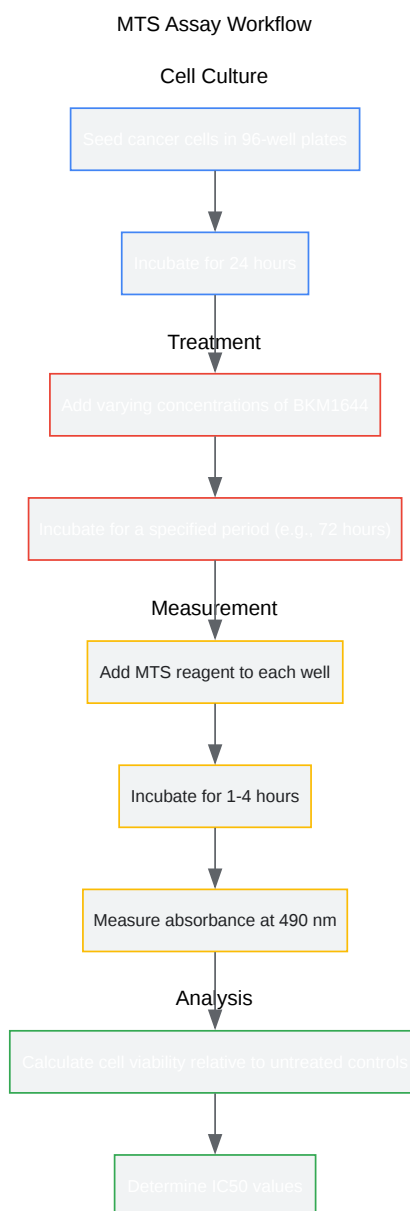 MTS Assay Workflow
Cell Culture
Seed cancer cells in 96-well plates
Incubate for 24 hours
Treatment
Add varying concentrations of BKM1644
Incubate for a specified period (e.g., 72 hours)
Measurement
Add MTS reagent to each well
Incubate for 1-4 hours
Measure absorbance at 490 nm
Analysis
Calculate cell viability relative to untreated controls
Determine IC50 values